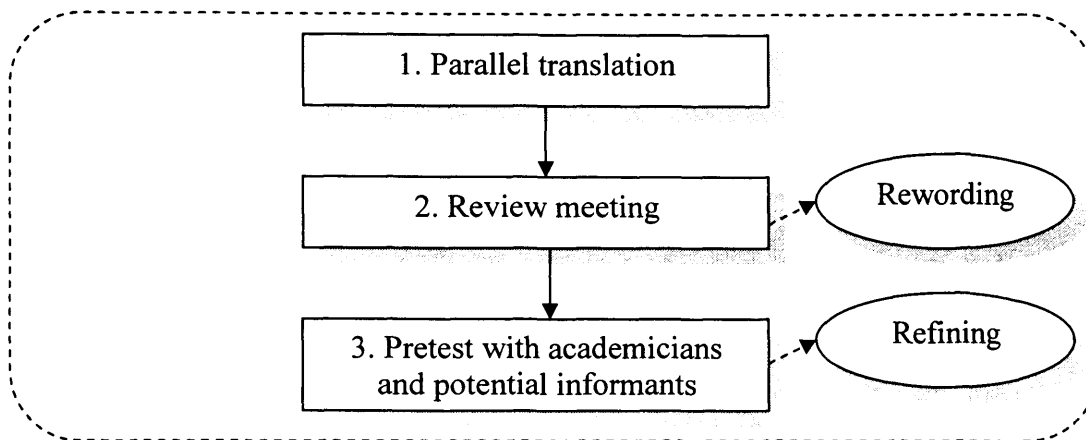 1. Parallel translation
2. Review meeting
Rewording
3. Pretest with academicians
and potential informants
Refining